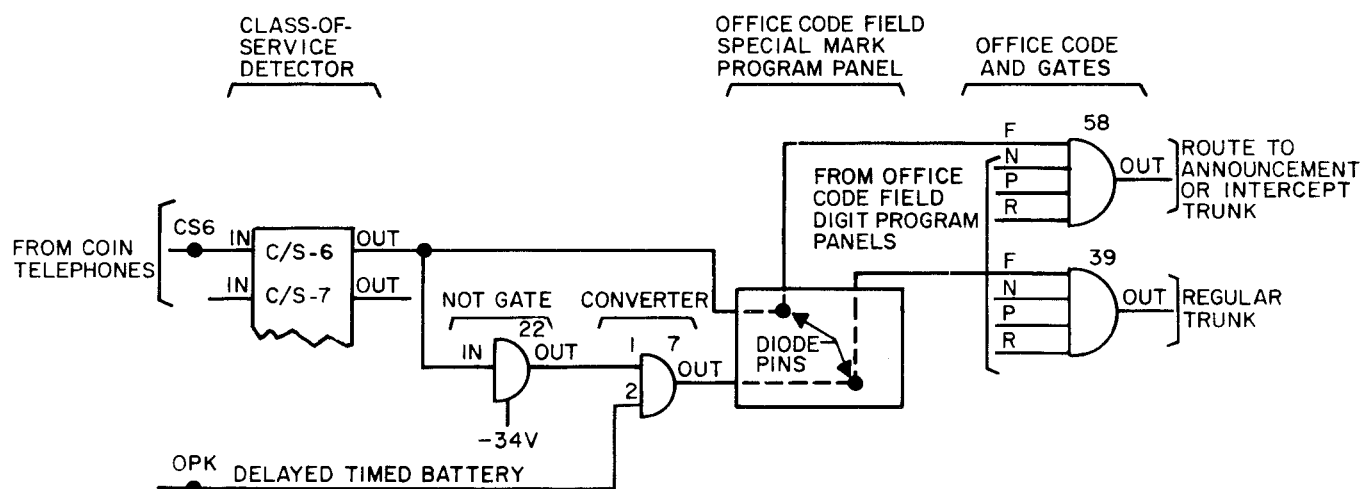 CLASS-OF-
SERVICE
DETECTOR
OFFICE CODE FIELD
SPECIAL MARK
PROGRAM PANEL
OFFICE CODE
AND GATES
FROM COIN
TELEPHONES
CS6
IN
C/S-6
OUT
IN
C/S-7
OUT
NOT GATE
22
IN
OUT
-34V
CONVERTER
1
7
2
OUT
OPK
DELAYED TIMED BATTERY
DIODE
PINS
FROM OFFICE
CODE FIELD
DIGIT PROGRAM
PANELS
F
N
P
R
58
OUT
ROUTE TO
ANNOUNCEMENT
OR INTERCEPT
TRUNK
F
N
P
R
39
OUT
REGULAR
TRUNK